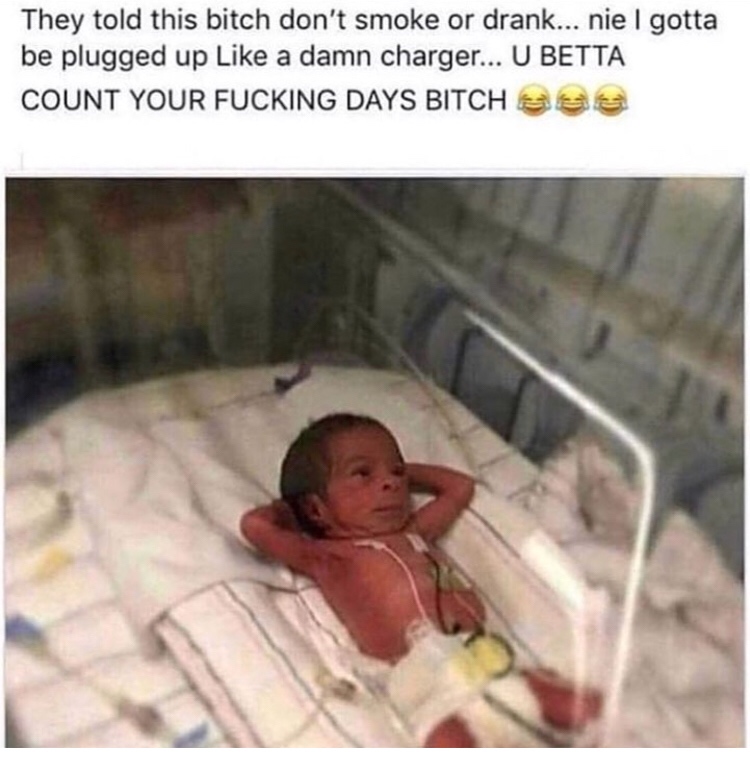 They told this bitch don't smoke or drank... nie I gotta
be plugged up Like a damn charger... U BETTA
COUNT YOUR FUCKING DAYS BITCH 😂😂😂